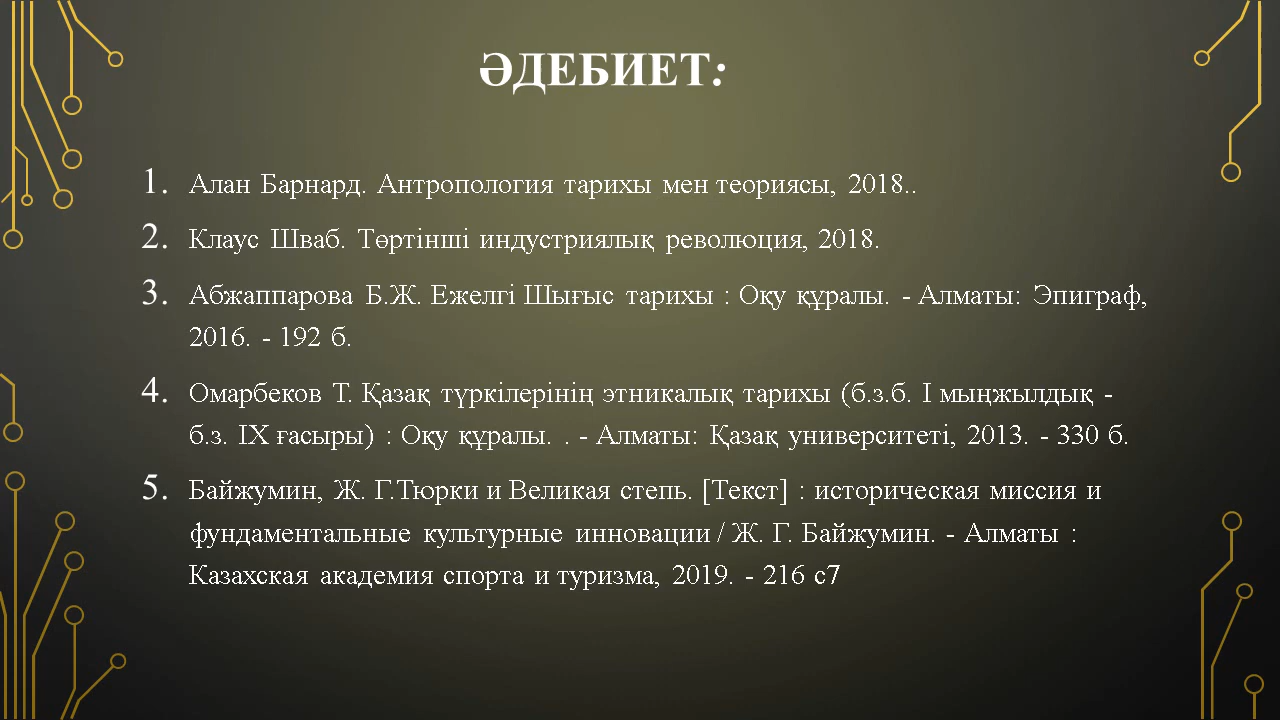 ӘДЕБИЕТ:
1. Алан Барнард. Антропология тарихы мен теориясы, 2018..
2. Клаус Шваб. Төртінші индустриялық революция, 2018.
3. Абжаппарова Б.Ж. Ежелгі Шығыс тарихы : Оқу құралы. - Алматы: Эпиграф,
2016. - 192 б.
4. Омарбеков Т. Қазақ түркілерінің этникалық тарихы (б.з.б. I мыңжылдық -
б.з. IX ғасыры) : Оқу құралы. . - Алматы: Қазақ университеті, 2013. - 330 б.
5. Байжумин, Ж. Г.Тюрки и Великая степь. [Текст] : историческая миссия и
фундаментальные культурные инновации / Ж. Г. Байжумин. - Алматы :
Казахская академия спорта и туризма, 2019. - 216 с7